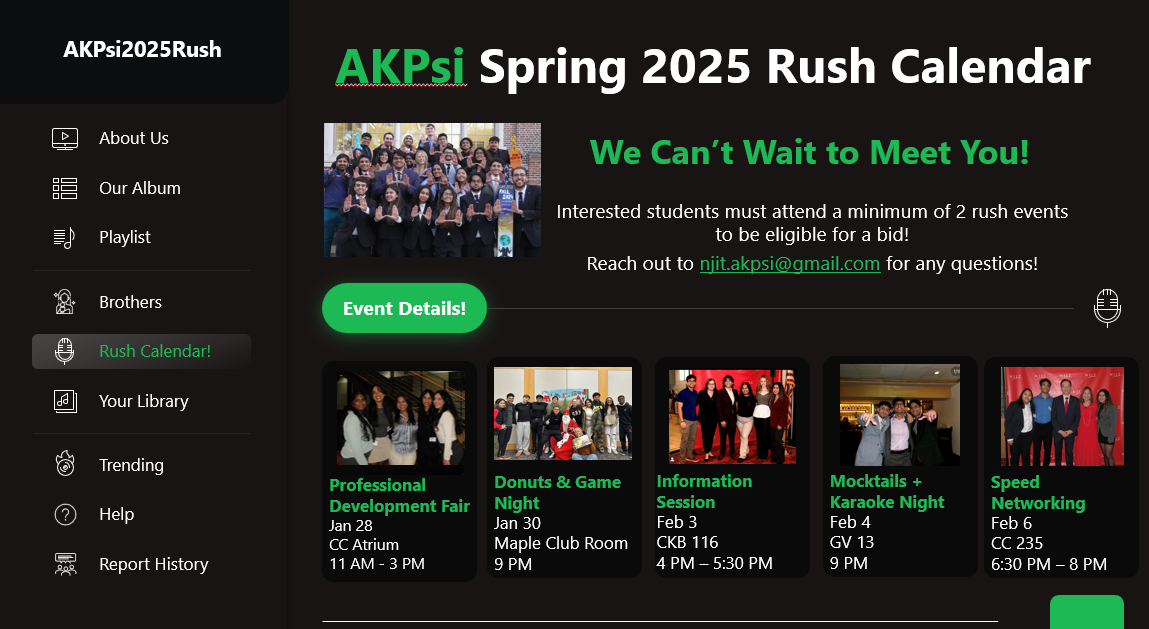 AKPsi2025Rush
About Us
Our Album
Playlist
Brothers
Rush Calendar!
Your Library
Trending
Help
Report History
AKPsi Spring 2025 Rush Calendar
We Can’t Wait to Meet You!
Interested students must attend a minimum of 2 rush events
to be eligible for a bid!
Reach out to njit.akpsi@gmail.com for any questions!
Event Details!
Professional
Development Fair
Jan 28
CC Atrium
11 AM - 3 PM
Donuts & Game
Night
Jan 30
Maple Club Room
9 PM
Information
Session
Feb 3
CKB 116
4 PM – 5:30 PM
Mocktails +
Karaoke Night
Feb 4
GV 13
9 PM
Speed
Networking
Feb 6
CC 235
6:30 PM – 8 PM